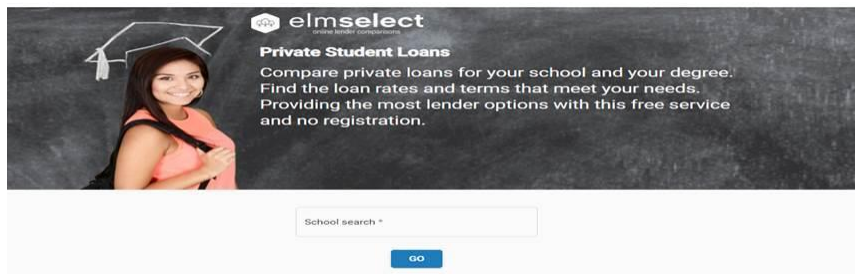 elmselect
online lender comparisons
Private Student Loans
Compare private loans for your school and your degree.
Find the loan rates and terms that meet your needs.
Providing the most lender options with this free service
and no registration.
School search *
GO